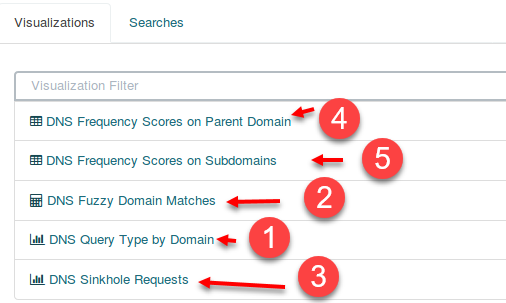 Visualizations Searches
Visualization Filter
DNS Frequency Scores on Parent Domain 4
DNS Frequency Scores on Subdomains 5
DNS Fuzzy Domain Matches 2
DNS Query Type by Domain 1
DNS Sinkhole Requests 3